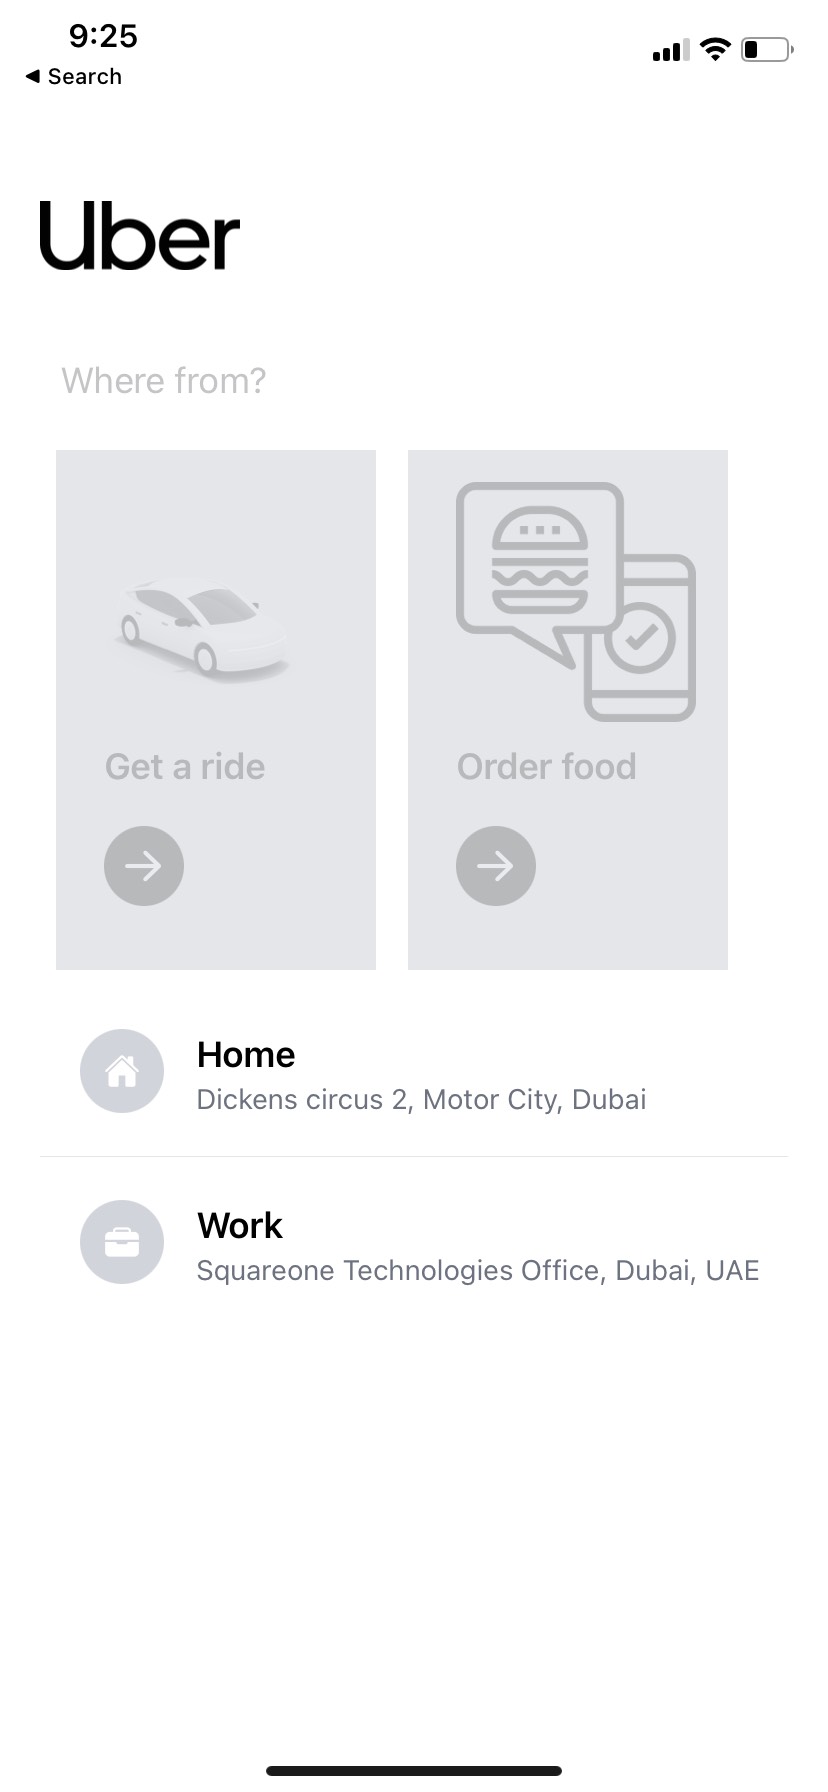 9:25
Search
Uber
Where from?
Get a ride
Order food
Home
Dickens circus 2, Motor City, Dubai
Work
Squareone Technologies Office, Dubai, UAE